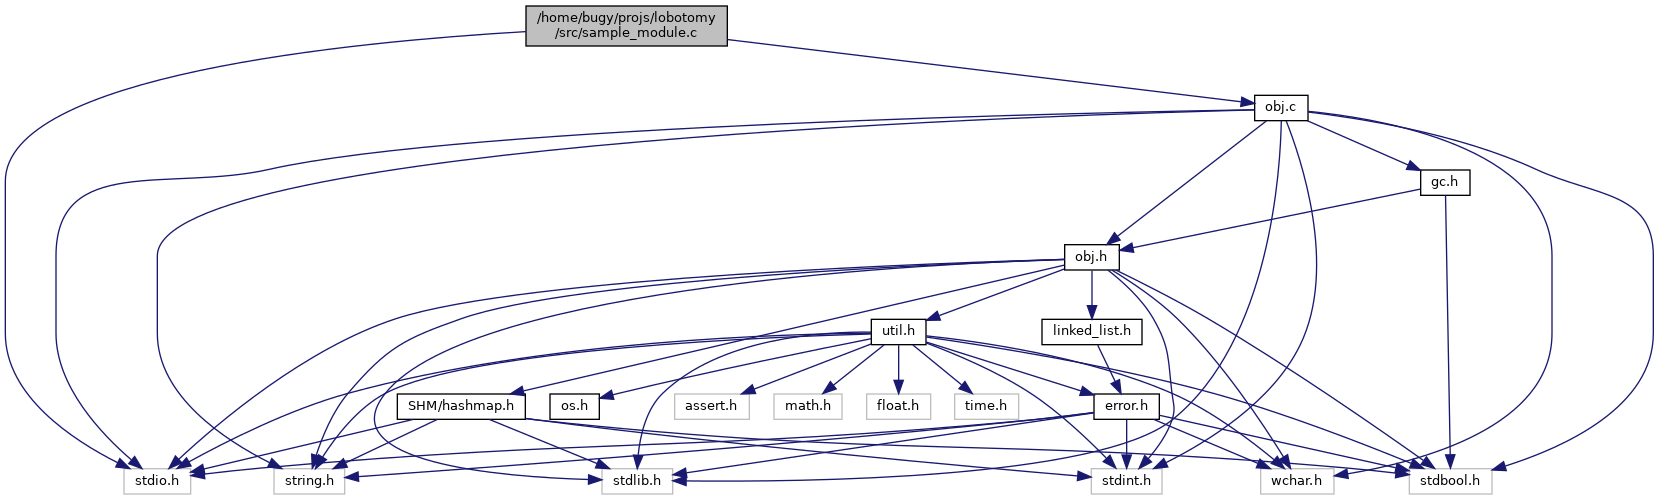 /home/bugy/projs/lobotomy
/src/sample_module.c
obj.c
gc.h
obj.h
util.h
linked_list.h
SHM/hashmap.h
os.h
assert.h
math.h
float.h
time.h
error.h
stdio.h
string.h
stdlib.h
stdint.h
wchar.h
stdbool.h